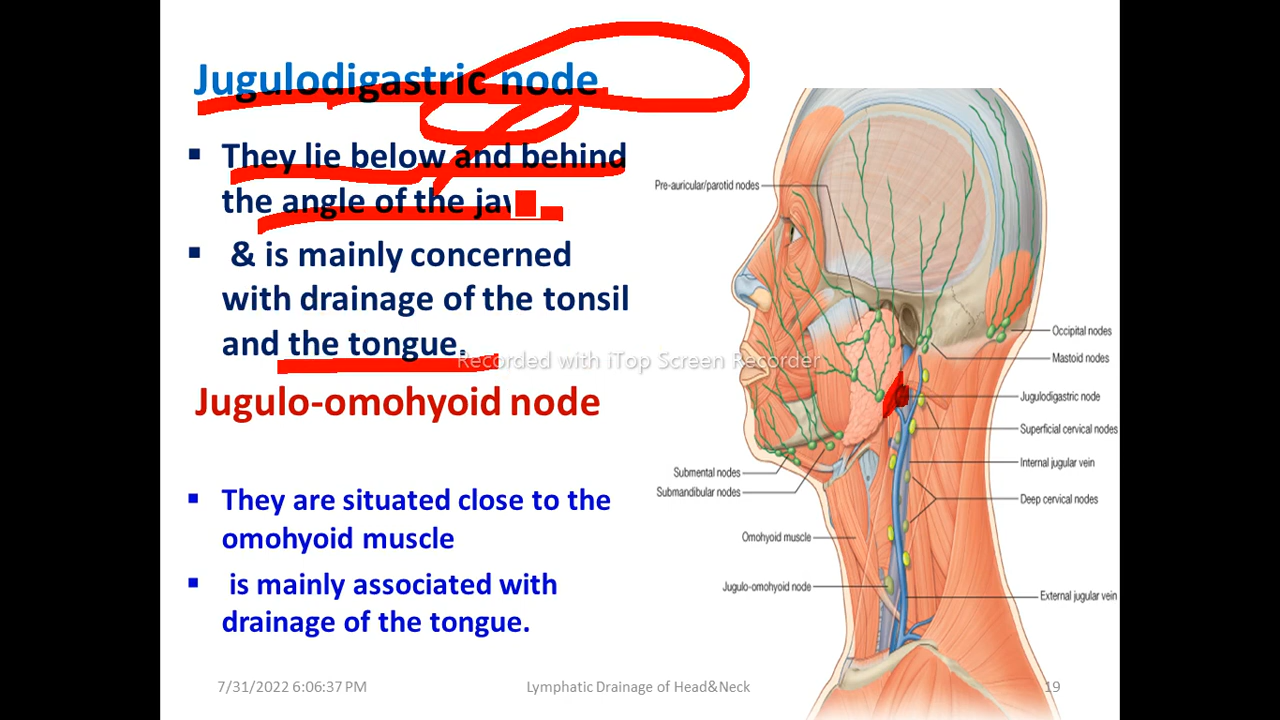 Jugulodigastric node
▪ They lie below and behind
the angle of the jaw
▪ & is mainly concerned
with drainage of the tonsil
and the tongue.
Recorded with iTop Screen Recorder
Jugulo-omohyoid node
▪ They are situated close to the
omohyoid muscle
▪ is mainly associated with
drainage of the tongue.
Pre-auricular/parotid nodes
Occipital nodes
Mastoid nodes
Jugulodigastric node
Superficial cervical nodes
Internal jugular vein
Submental nodes
Submandibular nodes
Deep cervical nodes
Omohyoid muscle
Jugulo-omohyoid node
External jugular vein
7/31/2022 6:06:37 PM
Lymphatic Drainage of Head&Neck
19